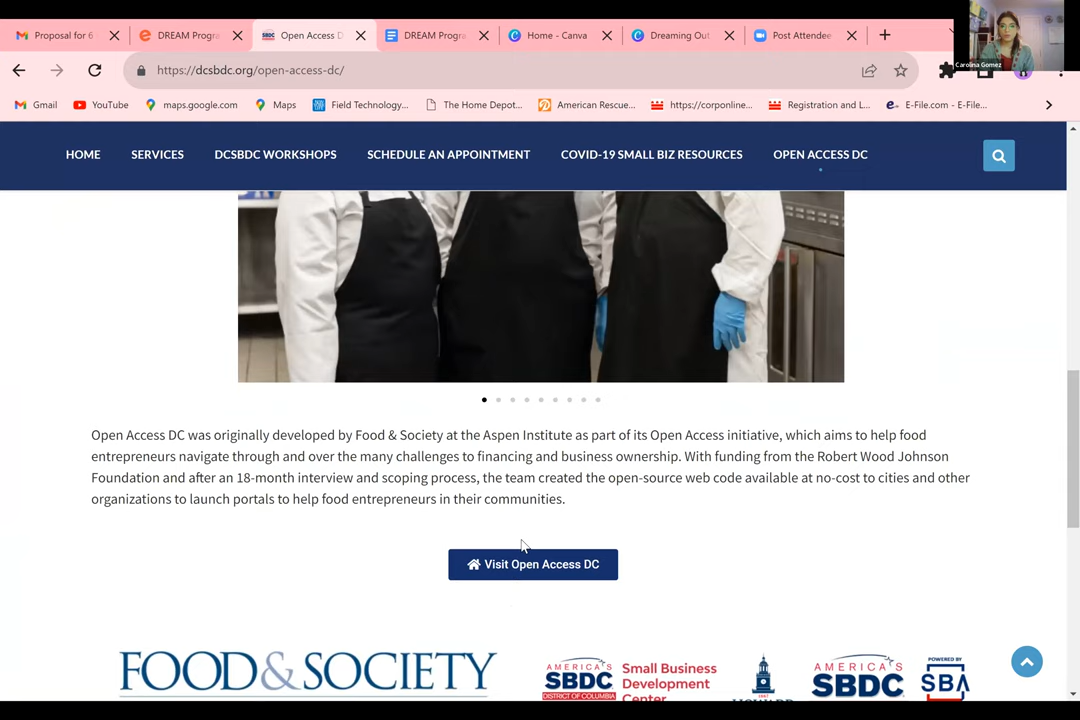 Proposal for 6
DREAM Progra
Open Access D
DREAM Progra
Home - Canva
Dreaming Out
Post Attendee
Carolina Gomez
https://dcsbdc.org/open-access-dc/
Gmail
YouTube
maps.google.com
Maps
Field Technology...
The Home Depot...
American Rescue...
https://corponline...
Registration and L...
E-File.com - E-File...
HOME
SERVICES
DCSBDC WORKSHOPS
SCHEDULE AN APPOINTMENT
COVID-19 SMALL BIZ RESOURCES
OPEN ACCESS DC
Open Access DC was originally developed by Food & Society at the Aspen Institute as part of its Open Access initiative, which aims to help food
entrepreneurs navigate through and over the many challenges to financing and business ownership. With funding from the Robert Wood Johnson
Foundation and after an 18-month interview and scoping process, the team created the open-source web code available at no-cost to cities and other
organizations to launch portals to help food entrepreneurs in their communities.
Visit Open Access DC
FOOD & SOCIETY
AMERICA'S
SBDC
DISTRICT OF COLUMBIA
Small Business
Development
Center
AMERICA'S
SBDC
POWERED BY
SBA